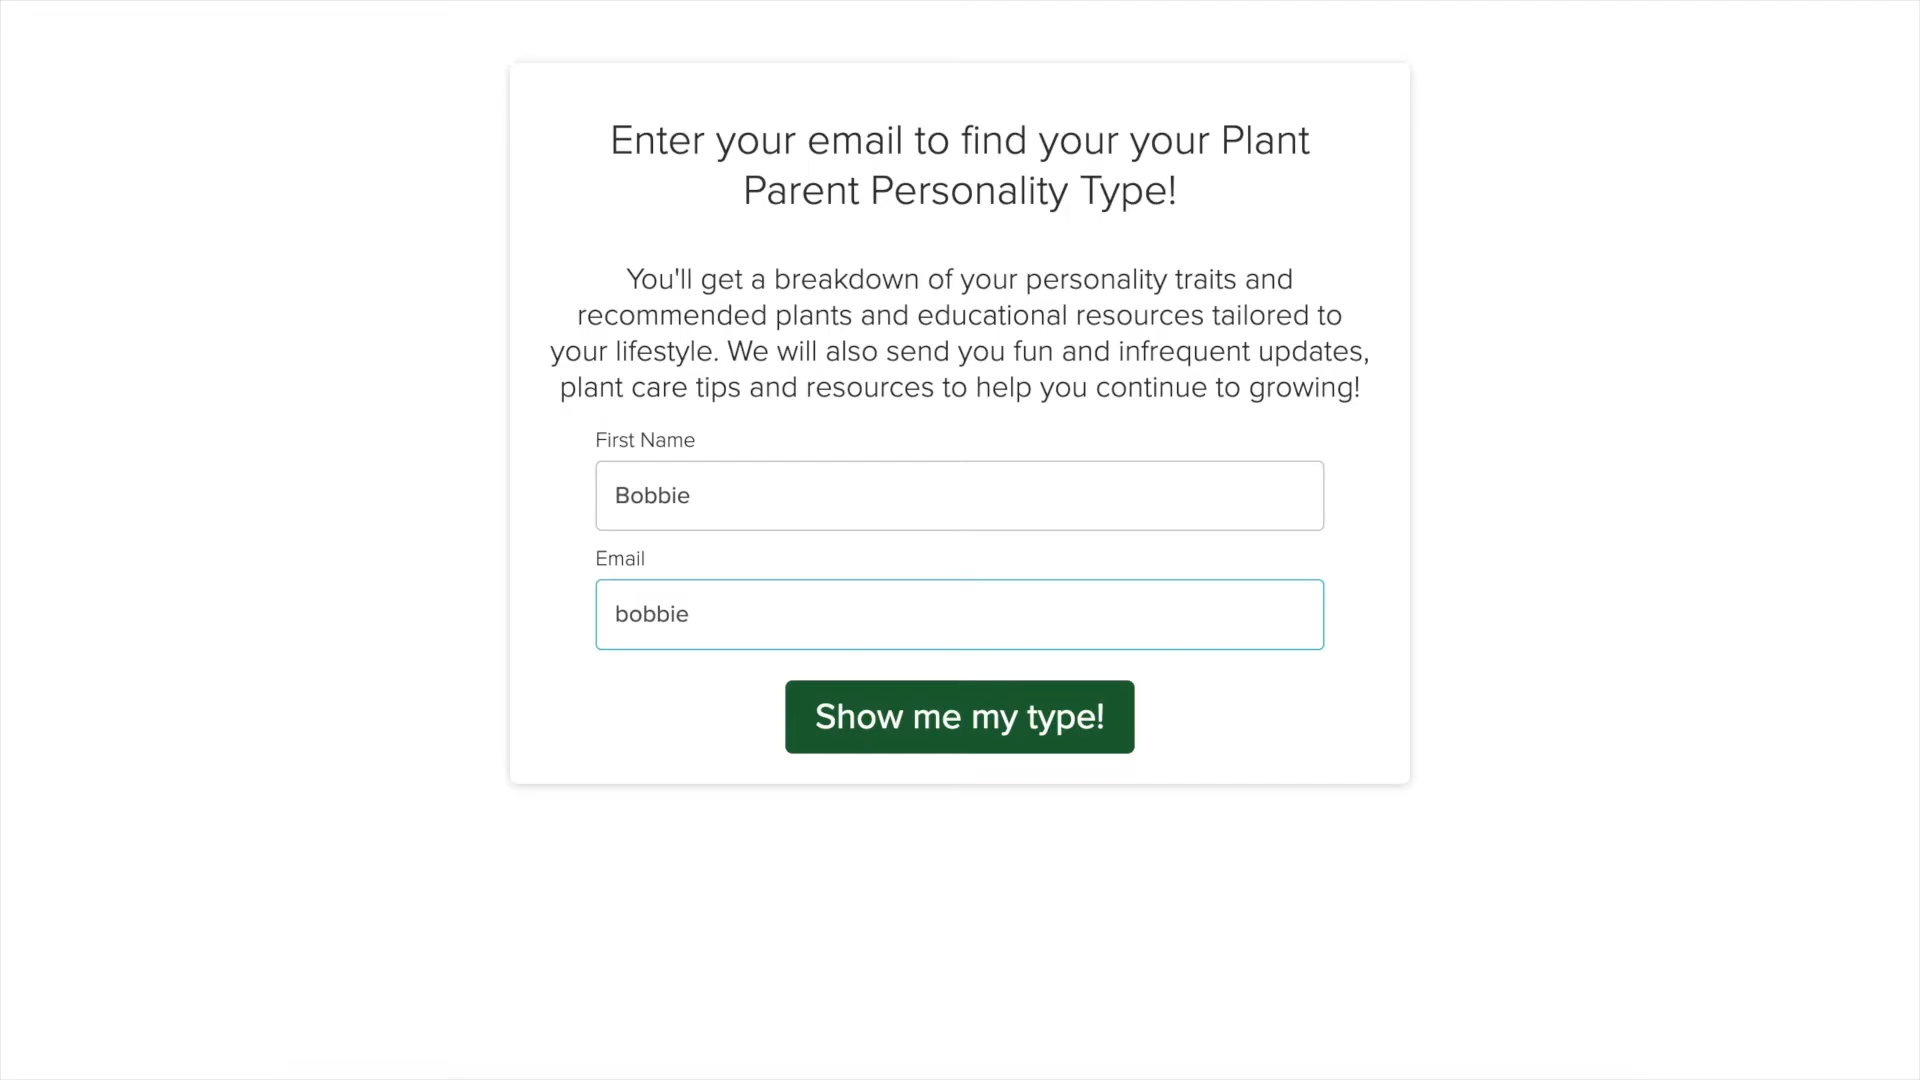 Enter your email to find your your Plant
Parent Personality Type!
You'll get a breakdown of your personality traits and
recommended plants and educational resources tailored to
your lifestyle. We will also send you fun and infrequent updates,
plant care tips and resources to help you continue to growing!
First Name
Bobbie
Email
bobbie
Show me my type!